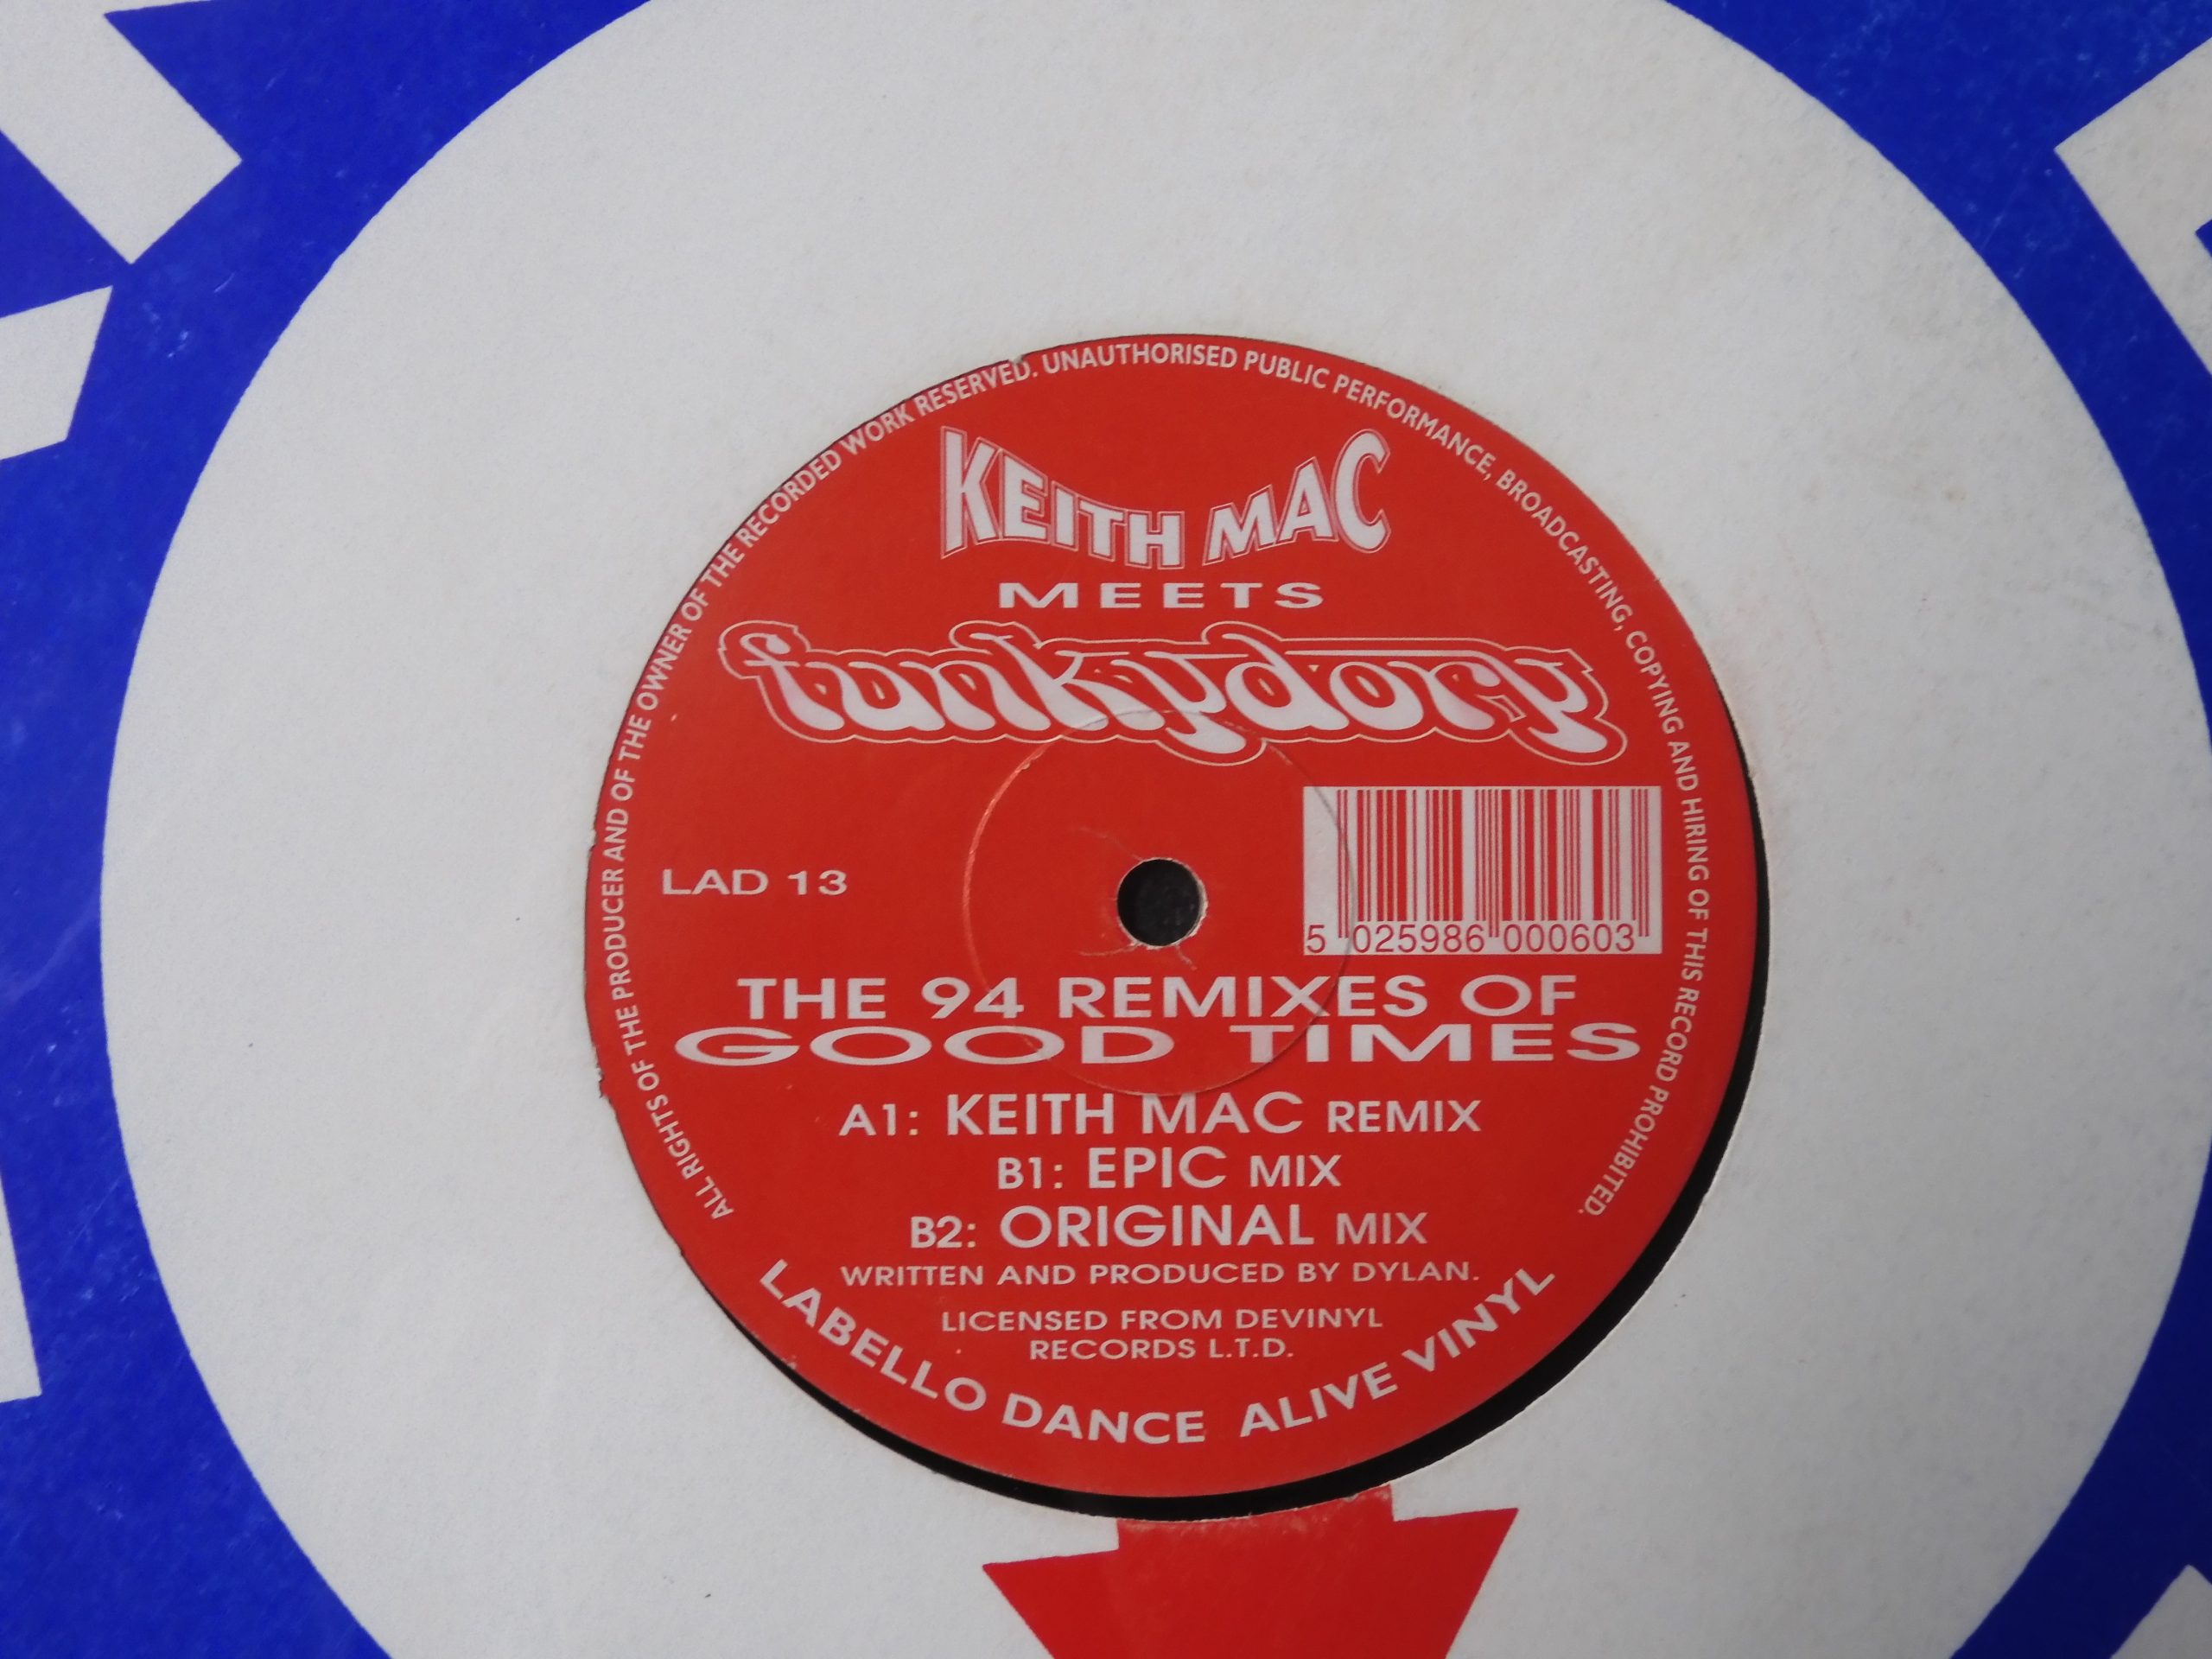 ALL RIGHTS OF THE PRODUCER AND OF THE OWNER OF THE RECORDED WORK RESERVED. UNAUTHORISED PUBLIC PERFORMANCE, BROADCASTING, COPYING AND HIRING OF THIS RECORD PROHIBITED.
KEITH MAC
MEETS
funkydory
LAD 13
5 025986 000603
THE 94 REMIXES OF
GOOD TIMES
A1: KEITH MAC REMIX
B1: EPIC MIX
B2: ORIGINAL MIX
WRITTEN AND PRODUCED BY DYLAN.
LICENSED FROM DEVINYL
RECORDS L.T.D.
LABELLO DANCE ALIVE VINYL